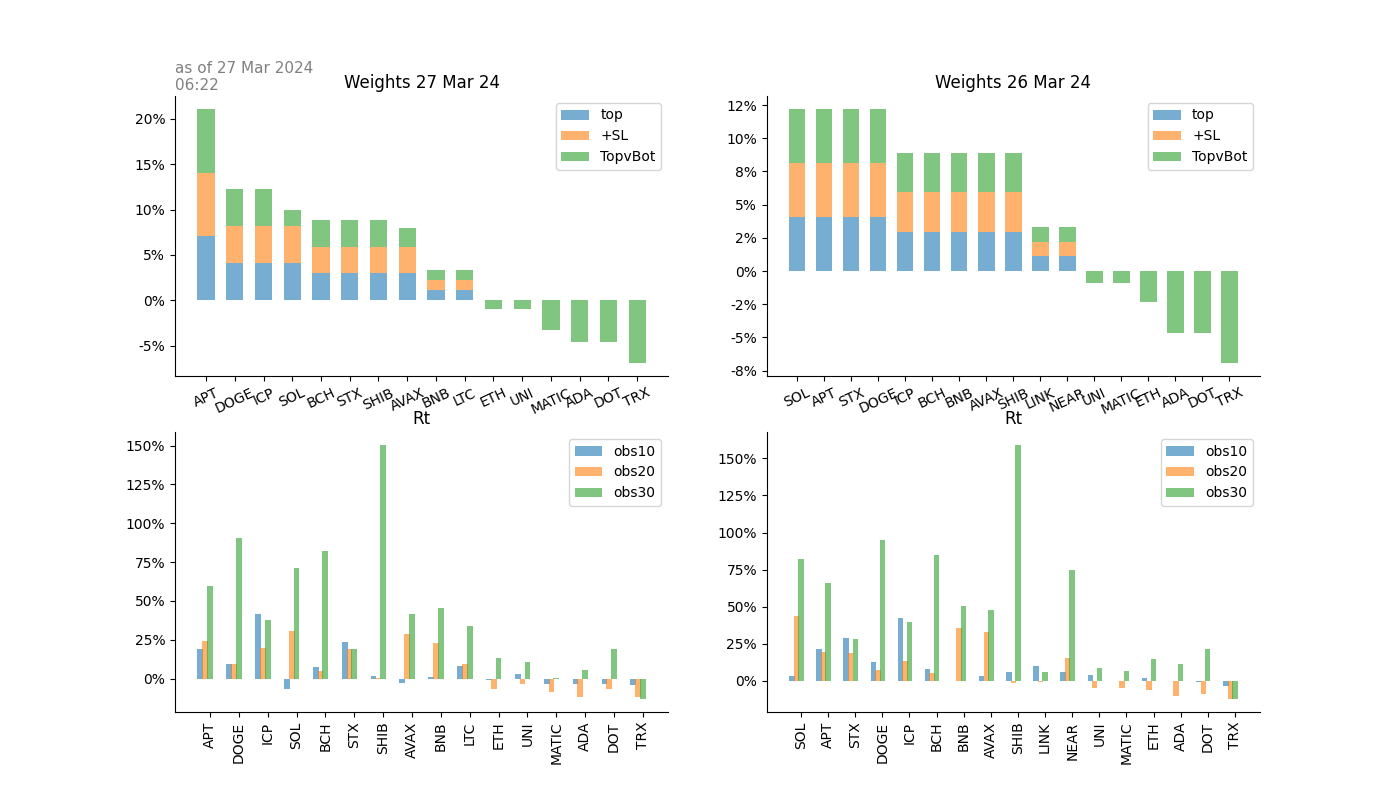 as of 27 Mar 2024
06:22
Weights 27 Mar 24
20%
15%
10%
5%
0%
-5%
top
+SL
TopvBot
APT DOGE ICP SOL BCH STX SHIB AVAX BNB LTC ETH UNI MATIC ADA DOT TRX
Weights 26 Mar 24
12%
10%
8%
5%
2%
0%
-2%
-5%
-8%
top
+SL
TopvBot
SOL APT STX DOGE ICP BCH BNB AVAX SHIB LINK NEAR UNI MATIC ETH ADA DOT TRX
Rt
150%
125%
100%
75%
50%
25%
0%
obs10
obs20
obs30
APT DOGE ICP SOL BCH STX SHIB AVAX BNB LTC ETH UNI MATIC ADA DOT TRX
Rt
150%
125%
100%
75%
50%
25%
0%
obs10
obs20
obs30
SOL APT STX DOGE ICP BCH BNB AVAX SHIB LINK NEAR UNI MATIC ETH ADA DOT TRX